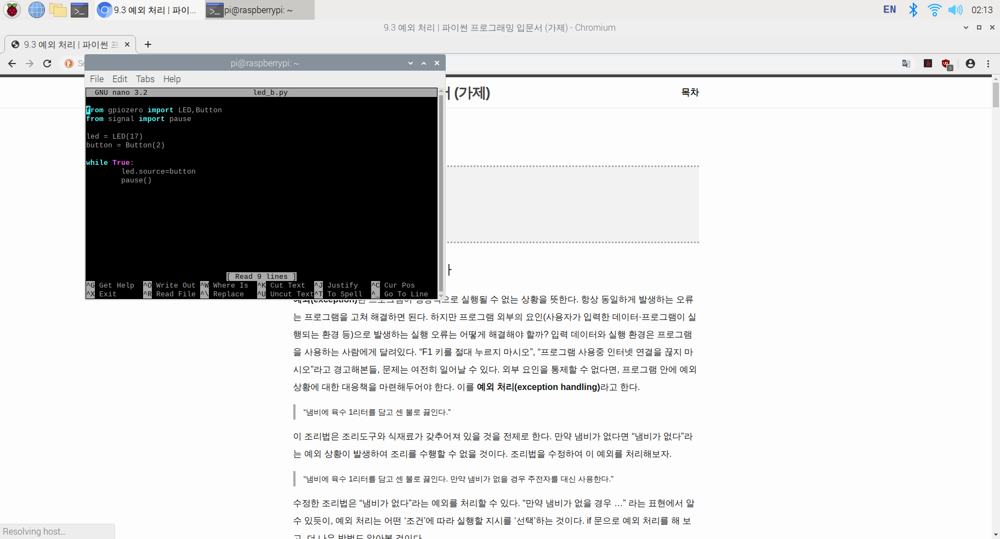 9.3 예외 처리 | 파이...
pi@raspberrypi: ~
EN
02:13
9.3 예외 처리 | 파이썬 프로그래밍 입문서 (가제) - Chromium
9.3 예외 처리 | 파이썬
Se
pi@raspberrypi: ~
File Edit Tabs Help
GNU nano 3.2 led_b.py
from gpiozero import LED,Button
from signal import pause
led = LED(17)
button = Button(2)
while True:
led.source=button
pause()
[ Read 9 lines ]
^G Get Help ^O Write Out ^W Where Is ^K Cut Text ^J Justify ^C Cur Pos
^X Exit ^R Read File ^\ Replace ^U Uncut Text ^T To Spell ^_ Go To Line
서 (가제)
목차
예외(exception)란 프로그램이 정상적으로 실행될 수 없는 상황을 뜻한다. 항상 동일하게 발생하는 오류
는 프로그램을 고쳐 해결하면 된다. 하지만 프로그램 외부의 요인(사용자가 입력한 데이터·프로그램이 실
행되는 환경 등)으로 발생하는 실행 오류는 어떻게 해결해야 할까? 입력 데이터와 실행 환경은 프로그램
을 사용하는 사람에게 달려있다. “F1 키를 절대 누르지 마시오”, “프로그램 사용중 인터넷 연결을 끊지 마
시오”라고 경고해본들, 문제는 여전히 일어날 수 있다. 외부 요인을 통제할 수 없다면, 프로그램 안에 예외
상황에 대한 대응책을 마련해두어야 한다. 이를 예외 처리(exception handling)라고 한다.
“냄비에 육수 1리터를 담고 센 불로 끓인다.”
이 조리법은 조리도구와 식재료가 갖추어져 있을 것을 전제로 한다. 만약 냄비가 없다면 “냄비가 없다”라
는 예외 상황이 발생하여 조리를 수행할 수 없을 것이다. 조리법을 수정하여 이 예외를 처리해보자.
“냄비에 육수 1리터를 담고 센 불로 끓인다. 만약 냄비가 없을 경우 주전자를 대신 사용한다.”
수정한 조리법은 “냄비가 없다”라는 예외를 처리할 수 있다. “만약 냄비가 없을 경우 …” 라는 표현에서 알
수 있듯이, 예외 처리는 어떤 ‘조건’에 따라 실행할 지시를 ‘선택’하는 것이다. if 문으로 예외 처리를 해 보
고, 더 나은 방법도 알아볼 것이다.
Resolving host...